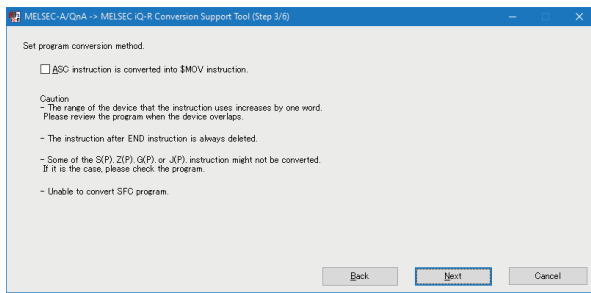 MELSEC-A/QnA -> MELSEC iQ-R Conversion Support Tool (Step 3/6)
Set program conversion method.
ASC instruction is converted into $MOV instruction.
Caution
- The range of the device that the instruction uses increases by one word.
Please review the program when the device overlaps.
- The instruction after END instruction is always deleted.
- Some of the S(P). Z(P). G(P). or J(P). instruction might not be converted.
If it is the case, please check the program.
- Unable to convert SFC program.
Back Next Cancel